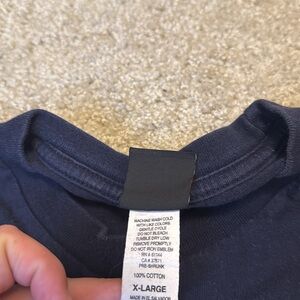 MACHINE WASH COLD
WITH LIKE COLORS
GENTLE CYCLE
DO NOT BLEACH
TUMBLE DRY LOW
REMOVE PROMPTLY
DO NOT IRON EMBLEM
PRE-SHRUNK
100% COTTON
X-LARGE
MADE IN EL SALVADOR